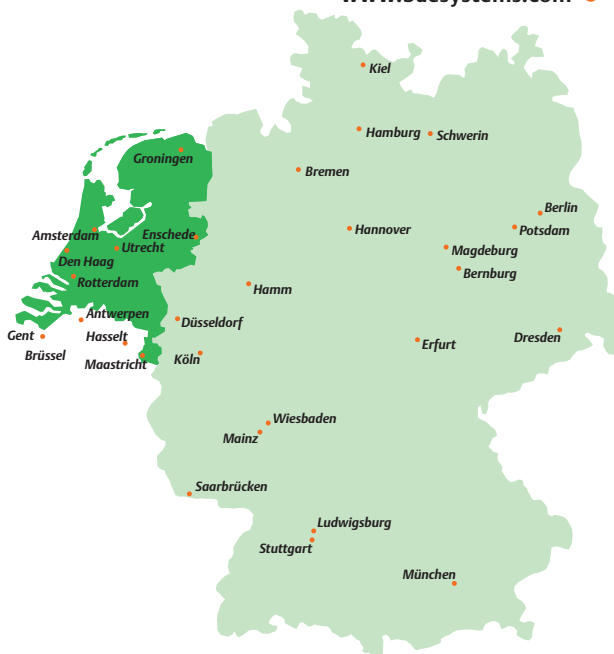 Kiel
Hamburg
Schwerin
Groningen
Bremen
Berlin
Amsterdam
Enschede
Hannover
Potsdam
Utrecht
Magdeburg
Den Haag
Bernburg
Rotterdam
Hamm
Antwerpen
Düsseldorf
Gent
Hasselt
Erfurt
Dresden
Brüssel
Maastricht
Köln
Wiesbaden
Mainz
Saarbrücken
Ludwigsburg
Stuttgart
München